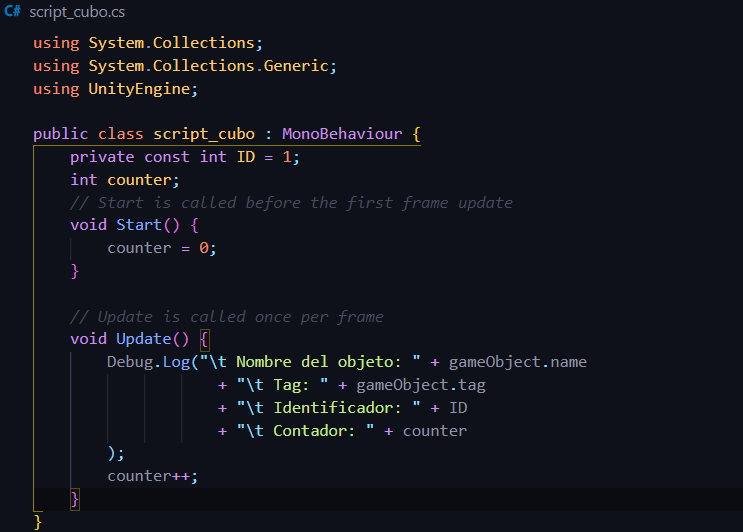 C# script_cubo.cs
using System.Collections;
using System.Collections.Generic;
using UnityEngine;
public class script_cubo : MonoBehaviour {
private const int ID = 1;
int counter;
// Start is called before the first frame update
void Start() {
counter = 0;
}
// Update is called once per frame
void Update() {
Debug.Log("\t Nombre del objeto: " + gameObject.name
+ "\t Tag: " + gameObject.tag
+ "\t Identificador: " + ID
+ "\t Contador: " + counter
);
counter++;
}
}